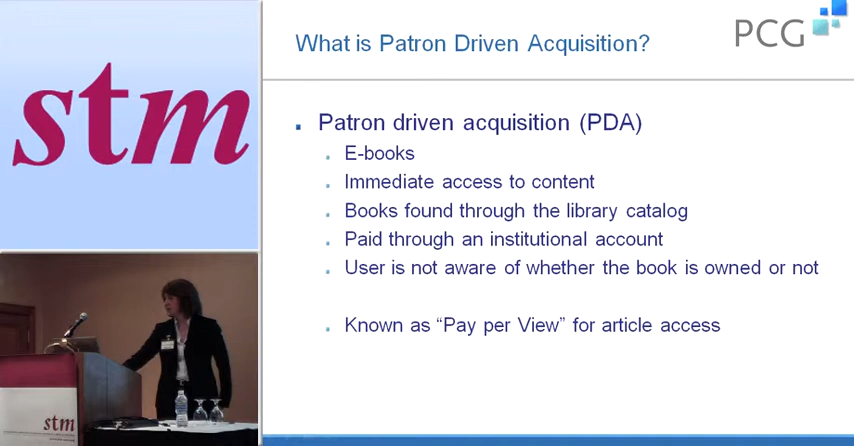 stm
What is Patron Driven Acquisition?
PCG
Patron driven acquisition (PDA)
E-books
Immediate access to content
Books found through the library catalog
Paid through an institutional account
User is not aware of whether the book is owned or not
Known as “Pay per View” for article access
stm